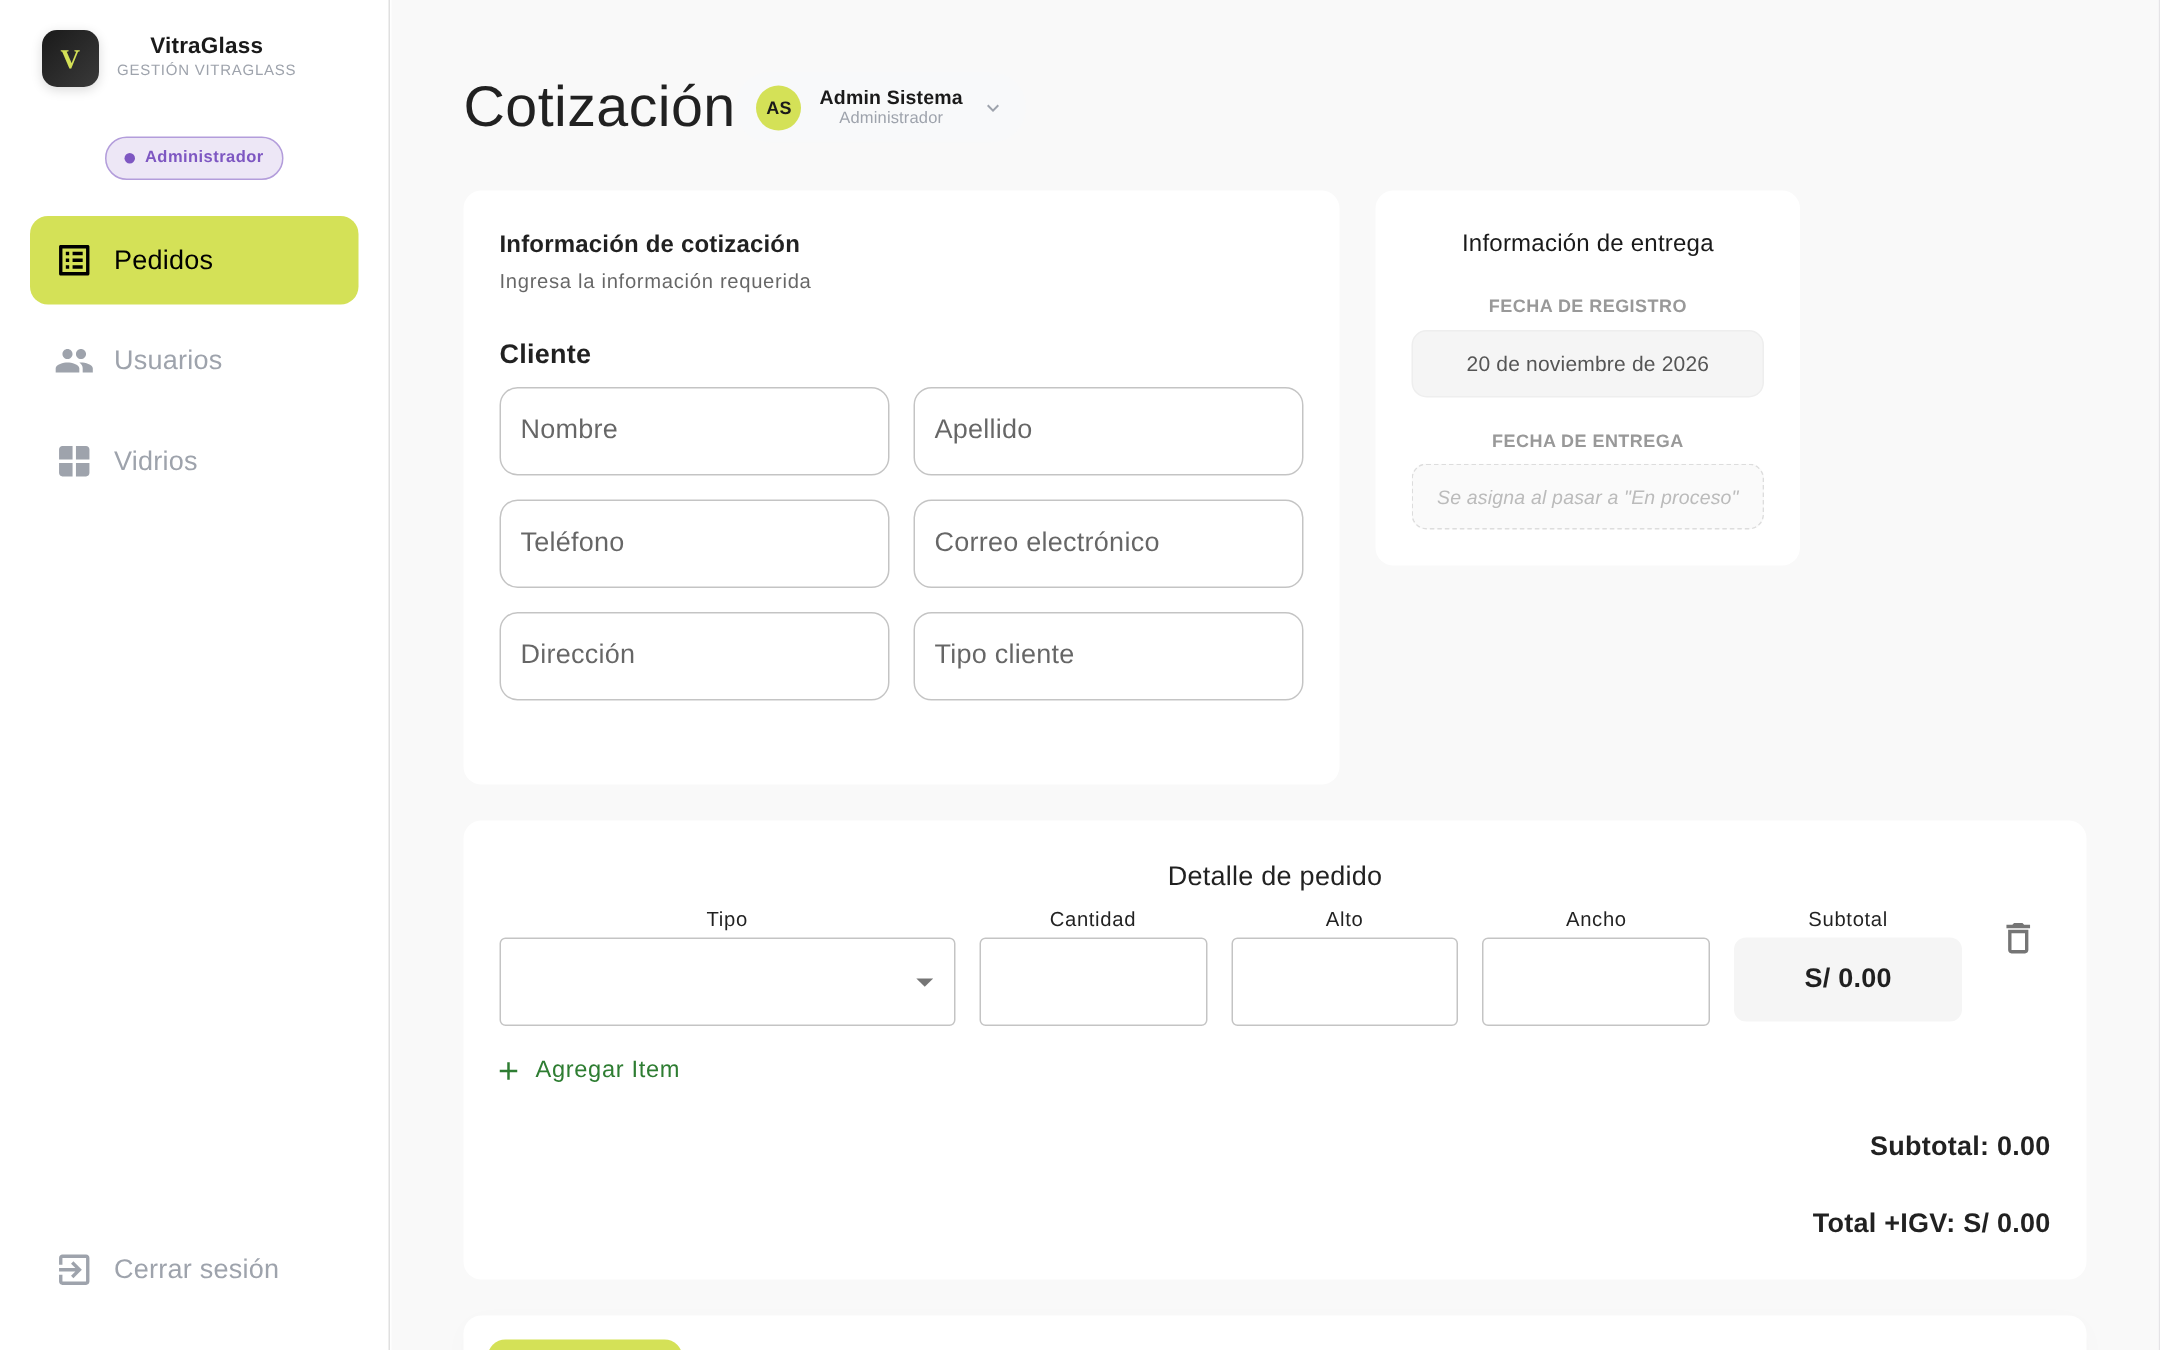 V
VitraGlass
GESTIÓN VITRAGLASS
Administrador
Pedidos
Usuarios
Vidrios
Cerrar sesión
Cotización
AS
Admin Sistema
Administrador
Información de cotización
Ingresa la información requerida
Cliente
Nombre
Apellido
Teléfono
Correo electrónico
Dirección
Tipo cliente
Información de entrega
FECHA DE REGISTRO
20 de noviembre de 2026
FECHA DE ENTREGA
Se asigna al pasar a "En proceso"
Detalle de pedido
Tipo
Cantidad
Alto
Ancho
Subtotal
S/ 0.00
Agregar Item
Subtotal: 0.00
Total +IGV: S/ 0.00